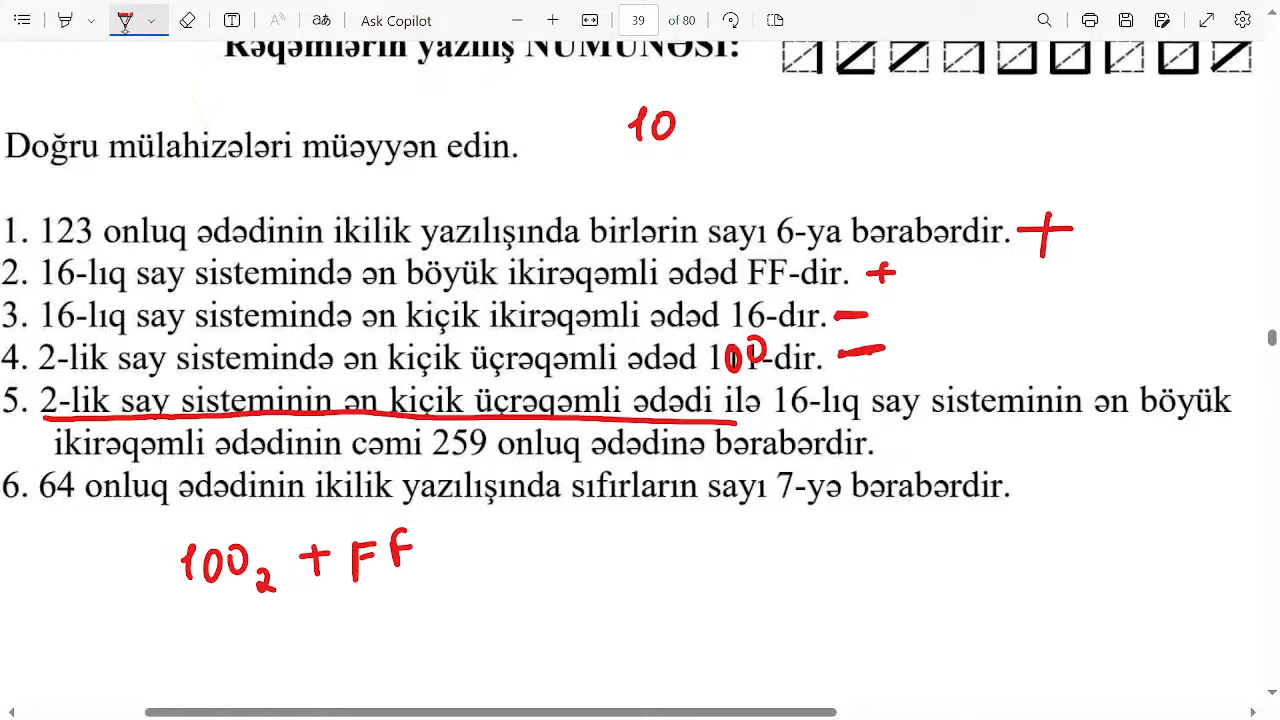 Ask Copilot 39 of 80
Rəqəmlərin yazılış NÜMUNƏSİ:
10
Doğru mülahizələri müəyyən edin.
1. 123 onluq ədədinin ikilik yazılışında birlərin sayı 6-ya bərabərdir. +
2. 16-lıq say sistemində ən böyük ikirəqəmli ədəd FF-dir. +
3. 16-lıq say sistemində ən kiçik ikirəqəmli ədəd 16-dır. −
4. 2-lik say sistemində ən kiçik üçrəqəmli ədəd 100-dir. −
5. 2-lik say sisteminin ən kiçik üçrəqəmli ədədi ilə 16-lıq say sisteminin ən böyük
ikirəqəmli ədədinin cəmi 259 onluq ədədinə bərabərdir.
6. 64 onluq ədədinin ikilik yazılışında sıfırların sayı 7-yə bərabərdir.
100₂ + FF